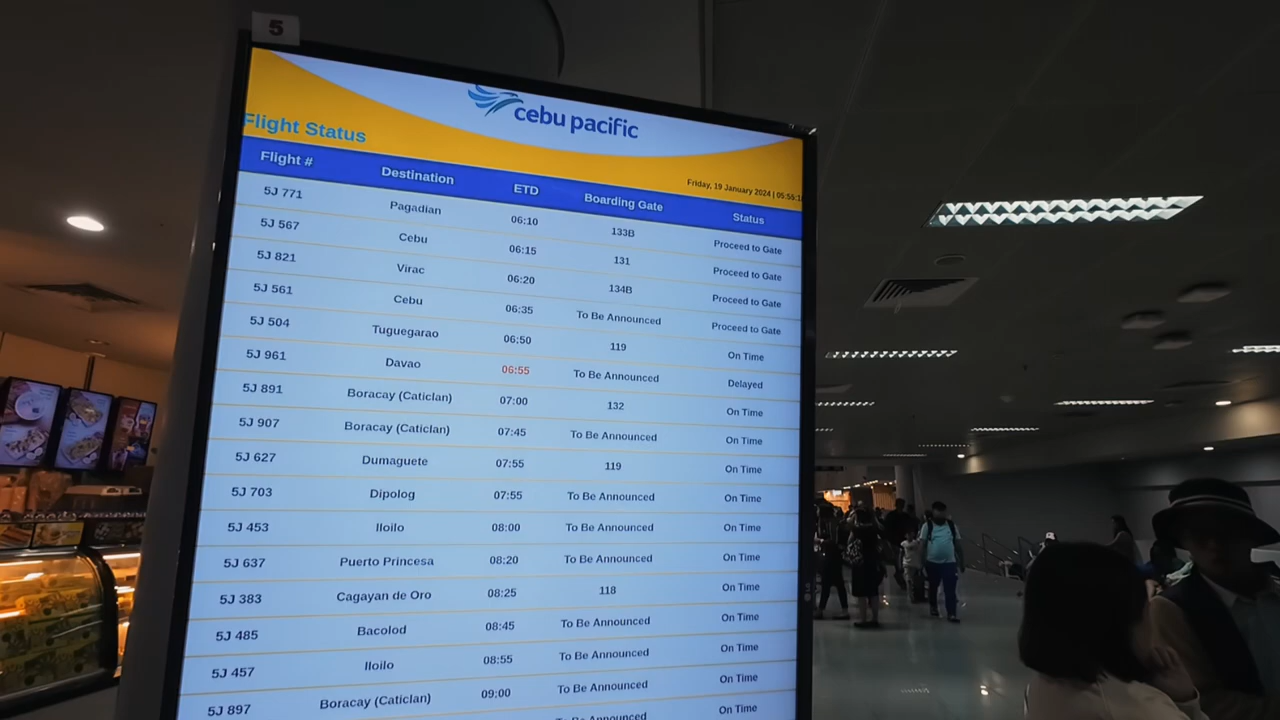 5
cebu pacific
Flight Status
Friday, 19 January 2024 | 05:55:1
Flight # Destination ETD Boarding Gate Status
5J 771 Pagadian 06:10 133B Proceed to Gate
5J 567 Cebu 06:15 131 Proceed to Gate
5J 821 Virac 06:20 134B Proceed to Gate
5J 561 Cebu 06:35 To Be Announced Proceed to Gate
5J 504 Tuguegarao 06:50 119 On Time
5J 961 Davao 06:55 To Be Announced Delayed
5J 891 Boracay (Caticlan) 07:00 132 On Time
5J 907 Boracay (Caticlan) 07:45 To Be Announced On Time
5J 627 Dumaguete 07:55 119 On Time
5J 703 Dipolog 07:55 To Be Announced On Time
5J 453 Iloilo 08:00 To Be Announced On Time
5J 637 Puerto Princesa 08:20 To Be Announced On Time
5J 383 Cagayan de Oro 08:25 118 On Time
5J 485 Bacolod 08:45 To Be Announced On Time
5J 457 Iloilo 08:55 To Be Announced On Time
5J 897 Boracay (Caticlan) 09:00 To Be Announced On Time
Announced On Time